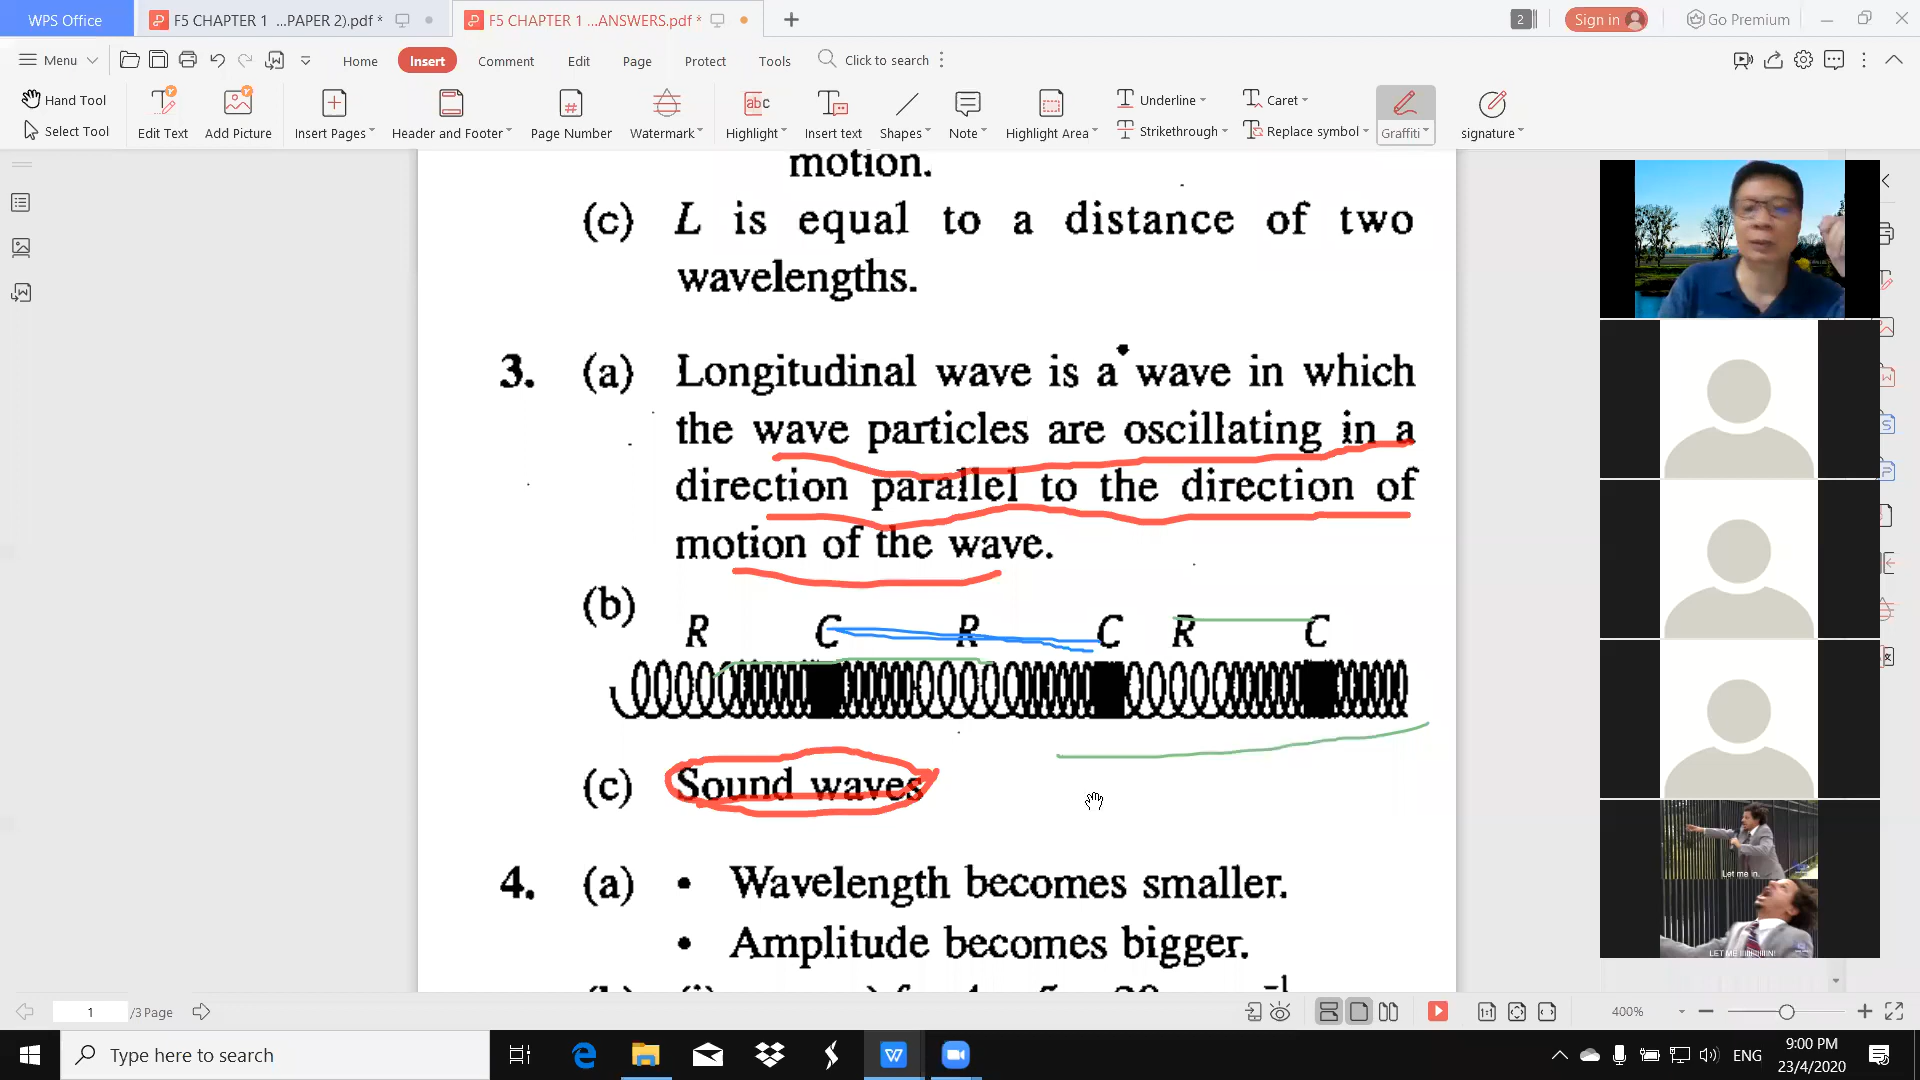 WPS Office
F5 CHAPTER 1 ...PAPER 2).pdf *
F5 CHAPTER 1 ...ANSWERS.pdf *
2
Sign in
Go Premium
Menu
Home
Insert
Comment
Edit
Page
Protect
Tools
Click to search
Hand Tool
Select Tool
Edit Text
Add Picture
Insert Pages
Header and Footer
Page Number
Watermark
Highlight
Insert text
Shapes
Note
Highlight Area
Underline
Strikethrough
Caret
Replace symbol
Graffiti
signature
motion.
(c) L is equal to a distance of two
wavelengths.
3. (a) Longitudinal wave is a wave in which
the wave particles are oscillating in a
direction parallel to the direction of
motion of the wave.
(b)
R C R C R C
(c) Sound waves
4. (a) • Wavelength becomes smaller.
• Amplitude becomes bigger.
Let me in.
1 /3 Page
400%
Type here to search
ENG
9:00 PM
23/4/2020